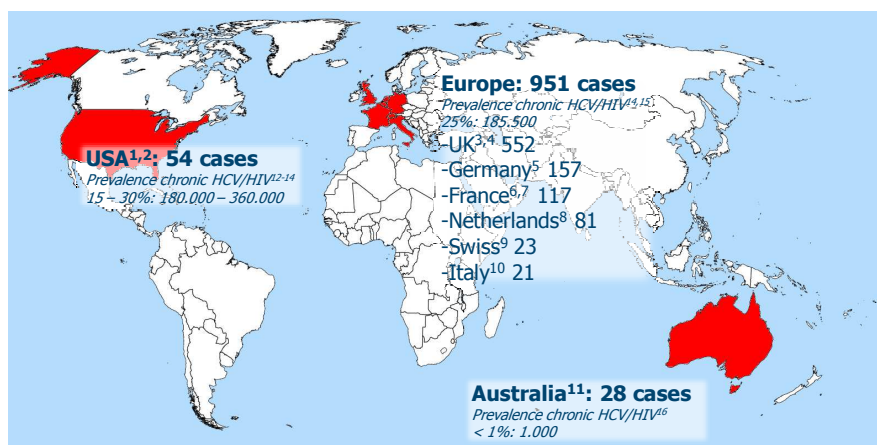 Europe: 951 cases
Prevalence chronic HCV/HIV14,15
25%: 185.500
-UK3,4 552
-Germany5 157
-France6,7 117
-Netherlands8 81
-Swiss9 23
-Italy10 21
USA1,2: 54 cases
Prevalence chronic HCV/HIV12-14
15 – 30%: 180.000 – 360.000
Australia11: 28 cases
Prevalence chronic HCV/HIV16
< 1%: 1.000